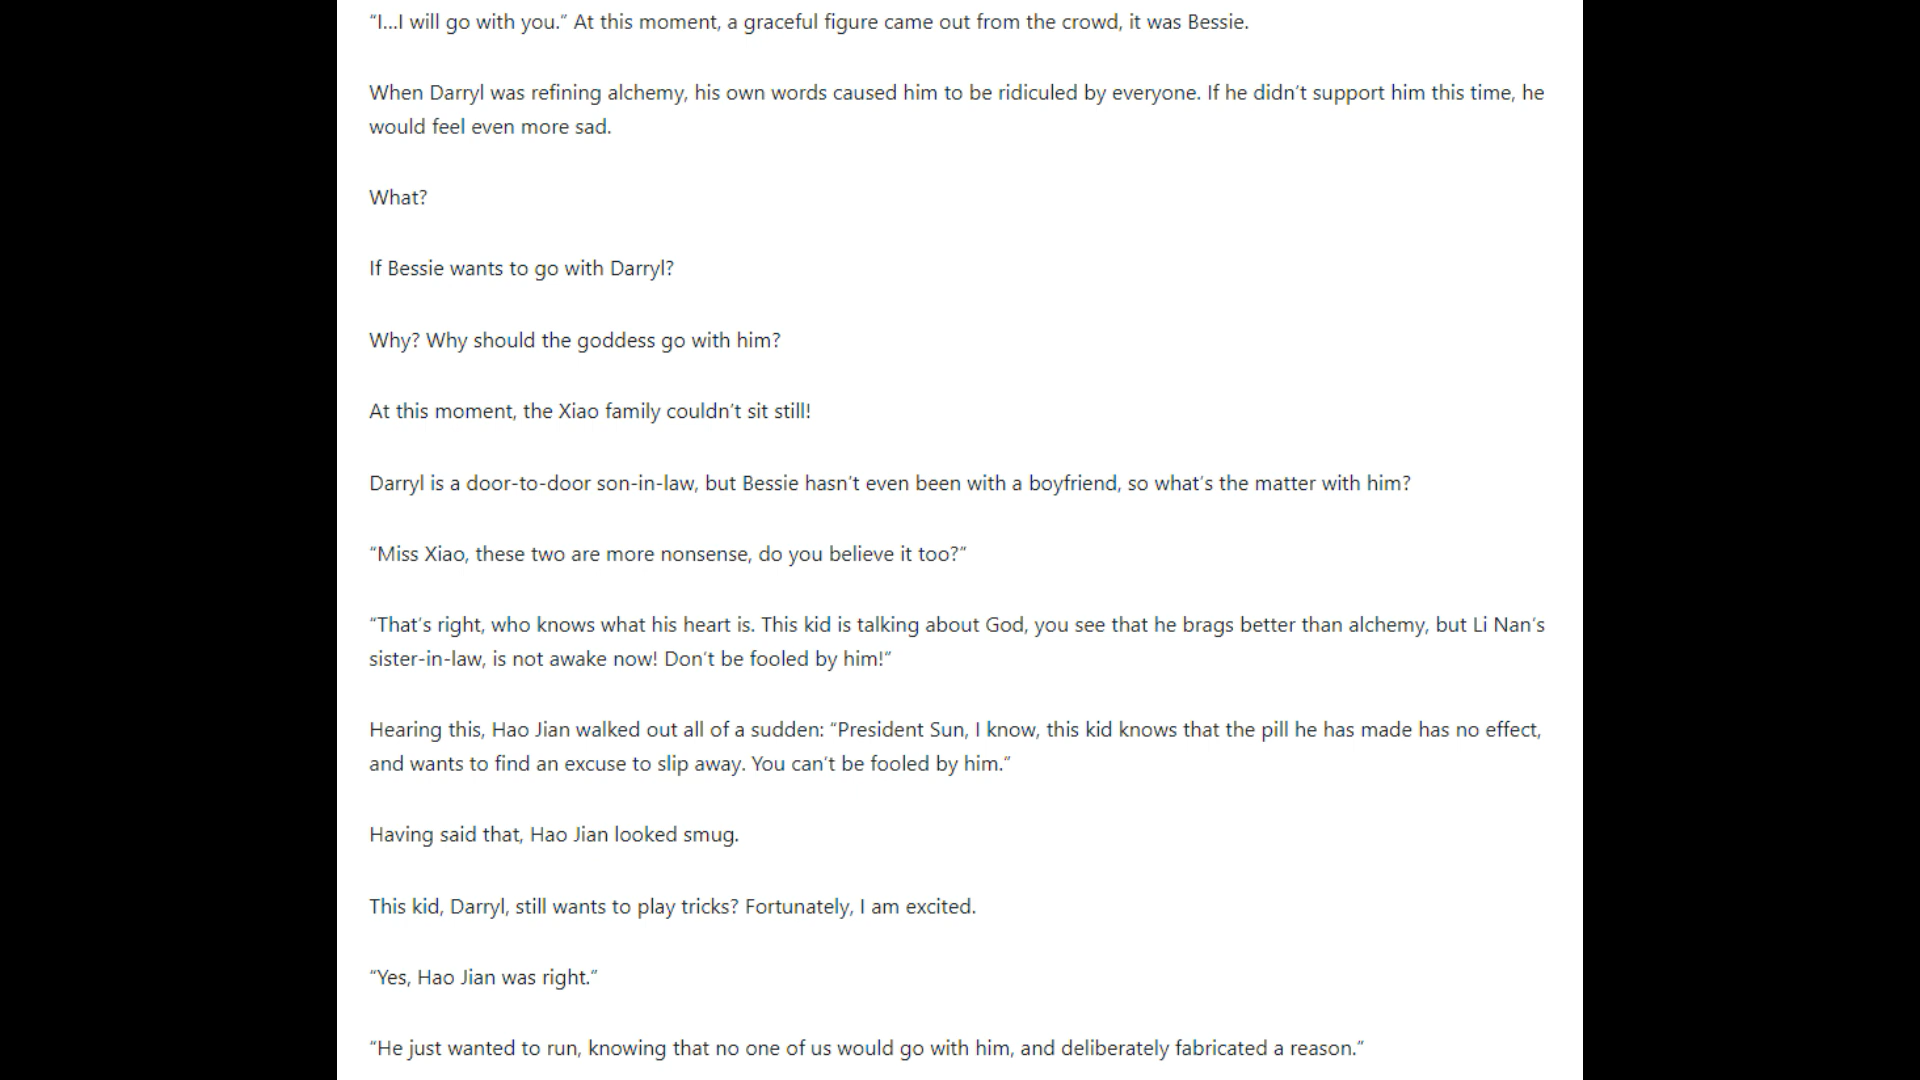 “I…I will go with you.” At this moment, a graceful figure came out from the crowd, it was Bessie.
When Darryl was refining alchemy, his own words caused him to be ridiculed by everyone. If he didn’t support him this time, he
would feel even more sad.
What?
If Bessie wants to go with Darryl?
Why? Why should the goddess go with him?
At this moment, the Xiao family couldn’t sit still!
Darryl is a door-to-door son-in-law, but Bessie hasn’t even been with a boyfriend, so what’s the matter with him?
“Miss Xiao, these two are more nonsense, do you believe it too?”
“That’s right, who knows what his heart is. This kid is talking about God, you see that he brags better than alchemy, but Li Nan’s
sister-in-law, is not awake now! Don’t be fooled by him!”
Hearing this, Hao Jian walked out all of a sudden: “President Sun, I know, this kid knows that the pill he has made has no effect,
and wants to find an excuse to slip away. You can’t be fooled by him.”
Having said that, Hao Jian looked smug.
This kid, Darryl, still wants to play tricks? Fortunately, I am excited.
“Yes, Hao Jian was right.”
“He just wanted to run, knowing that no one of us would go with him, and deliberately fabricated a reason.”